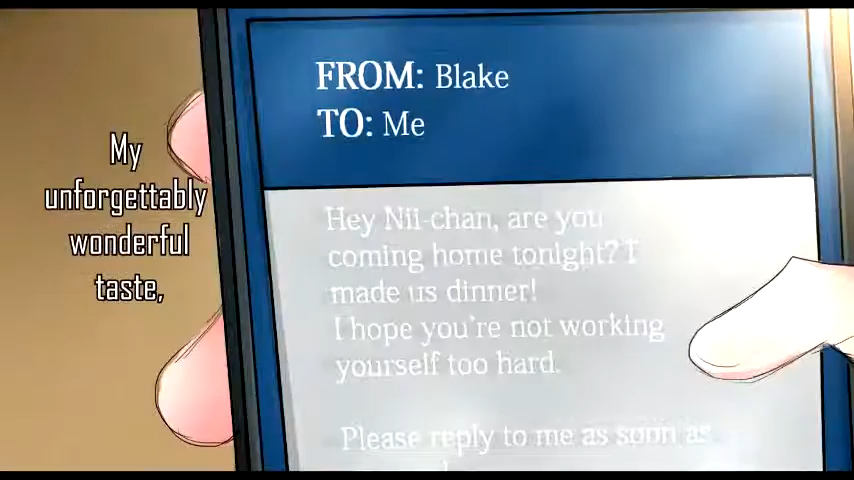 My
unforgettably
wonderful
taste,
FROM: Blake
TO: Me
Hey Nii-chan, are you
coming home tonight? I
made us dinner!
I hope you're not working
yourself too hard.
Please reply to me as soon as